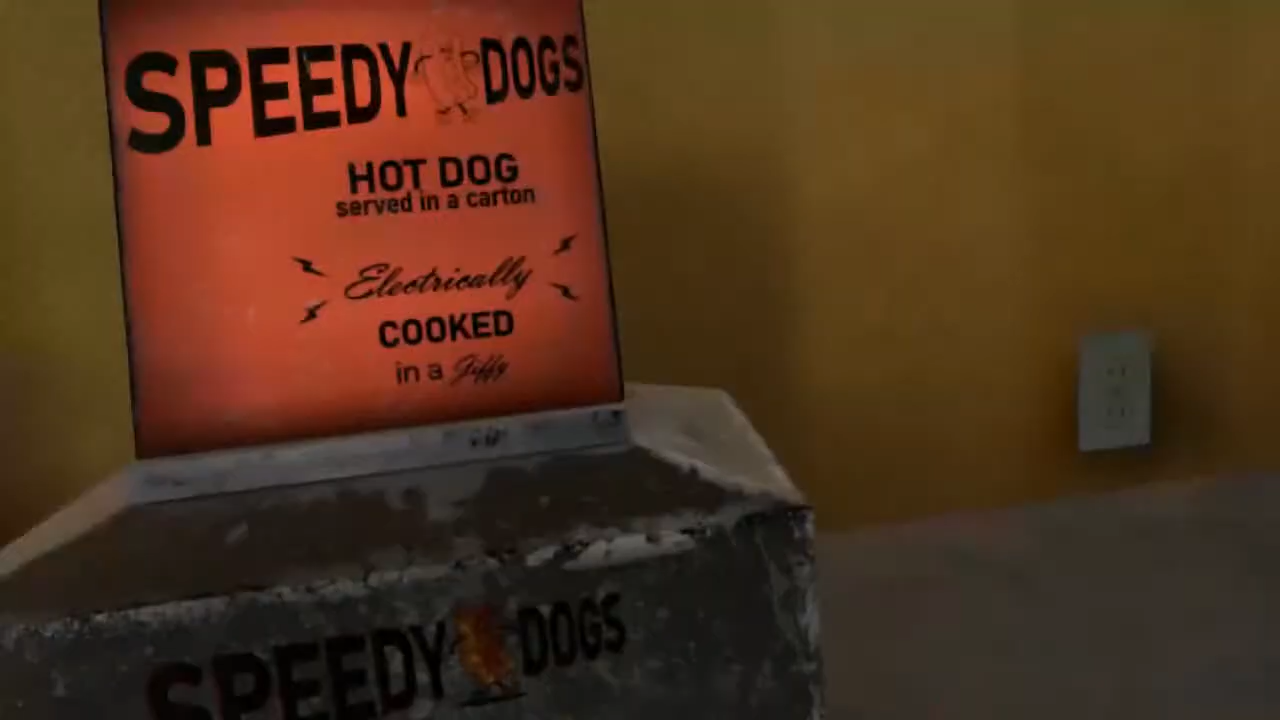 SPEEDY DOGS
HOT DOG
served in a carton
Electrically
COOKED
in a Jiffy
SPEEDY DOGS